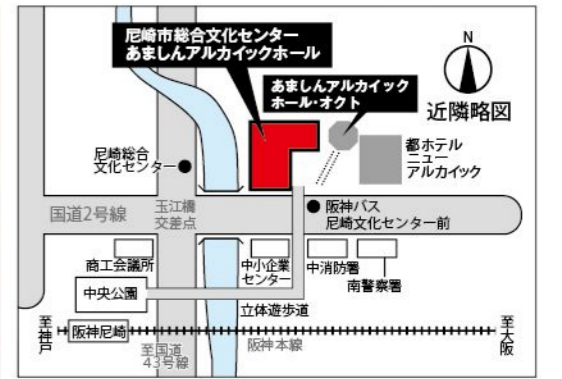 尼崎市総合文化センター
あましんアルカイックホール
あましんアルカイック
ホール・オクト
N
近隣略図
都ホテル
ニュー
アルカイック
尼崎総合
文化センター
国道2号線
玉江橋
交差点
阪神バス
尼崎文化センター前
商工会議所
中小企業
センター
中消防署
南警察署
中央公園
立体遊歩道
至神戸
阪神尼崎
至国道
43号線
阪神本線
至大阪